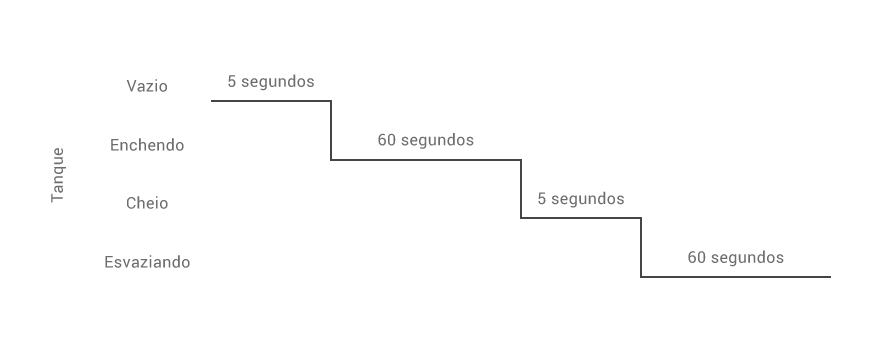 Vazio
5 segundos
Enchendo
60 segundos
Tanque
Cheio
5 segundos
Esvaziando
60 segundos